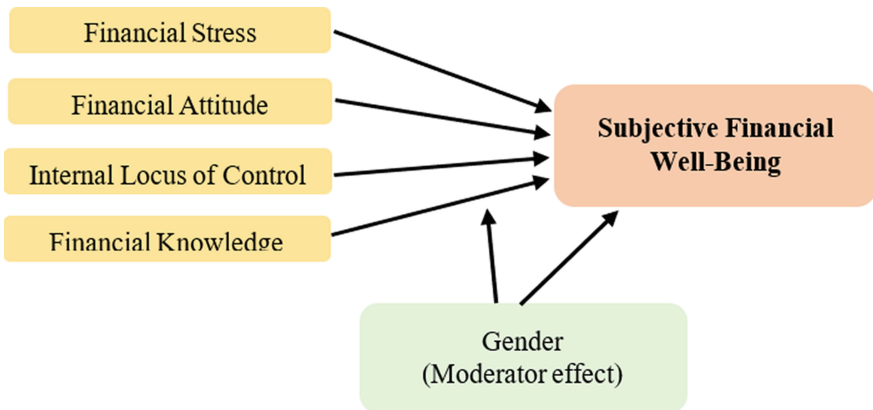 Financial Stress
Financial Attitude
Internal Locus of Control
Financial Knowledge
Subjective Financial
Well-Being
Gender
(Moderator effect)